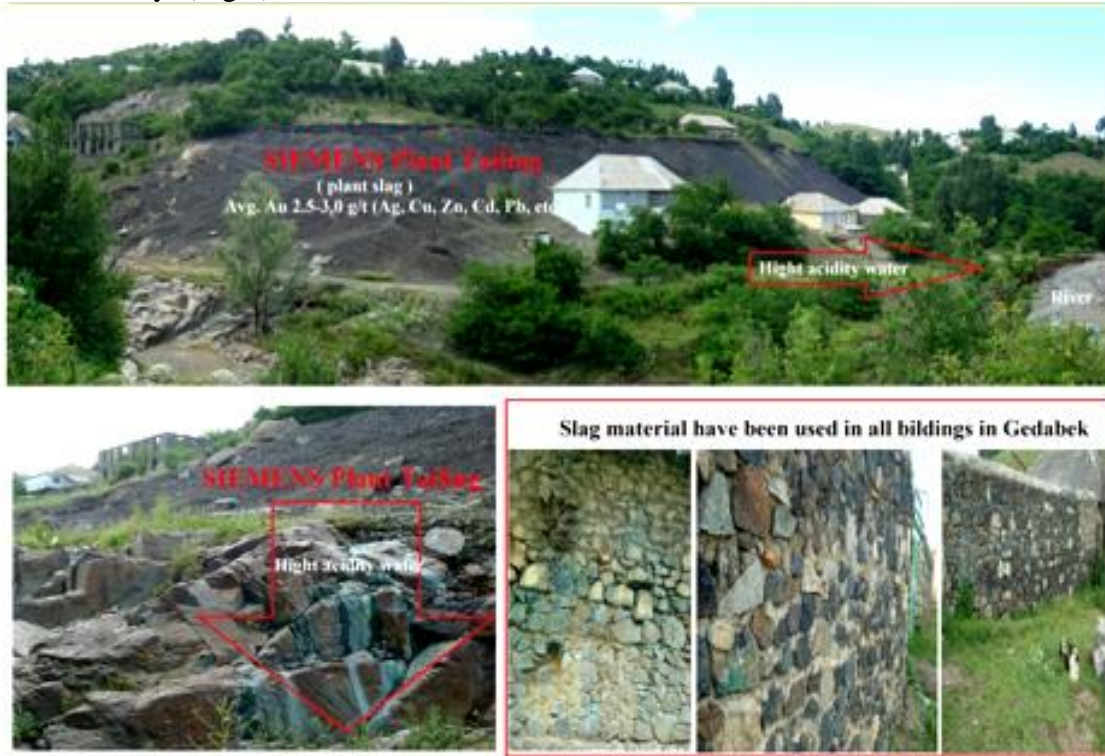 SIEMENS Plant Tailing
( plant slag )
Avg. Au 2.5-3,0 g/t (Ag, Cu, Zn, Cd, Pb, etc
Hight acidity water
River
SIEMENS Plant Tailing
Hight acidity water
Slag material have been used in all bildings in Gedabek